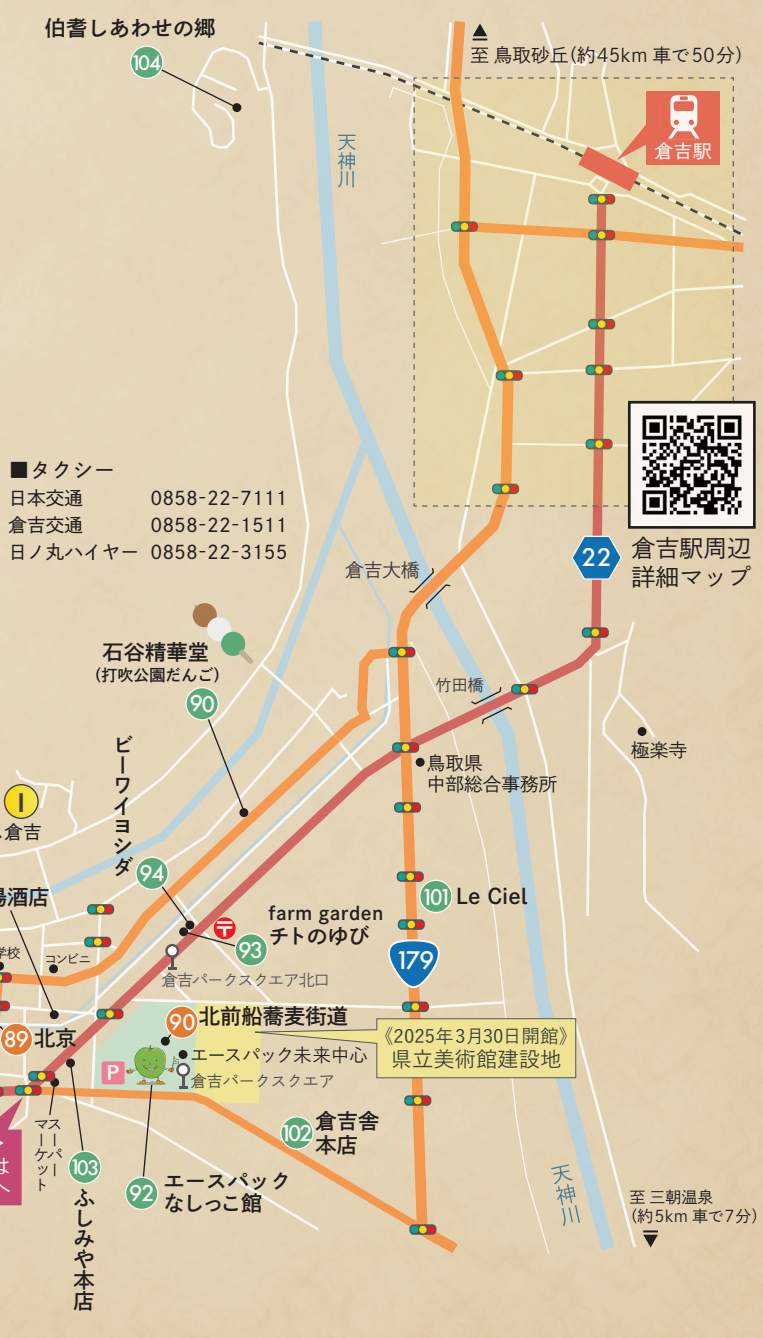 伯耆しあわせの郷
104
至 鳥取砂丘(約45km 車で50分)
天神川
倉吉駅
■タクシー
日本交通 0858-22-7111
倉吉交通 0858-22-1511
日ノ丸ハイヤー 0858-22-3155
22
倉吉駅周辺
詳細マップ
倉吉大橋
石谷精華堂
(打吹公園だんご)
90
竹田橋
極楽寺
鳥取県
中部総合事務所
ビーワイヨシダ
94
倉吉
酒店
101 Le Ciel
farm garden
チトのゆび
93
学校
コンビニ
倉吉パークスクエア北口
179
89 北京
90 北前船蕎麦街道
《2025年3月30日開館》
県立美術館建設地
エースパック未来中心
P
倉吉パークスクエア
スーパー
マーケット
102
倉吉舎
本店
は
へ
103
ふしみや本店
92
エースパック
なしっこ館
天神川
至 三朝温泉
(約5km 車で7分)